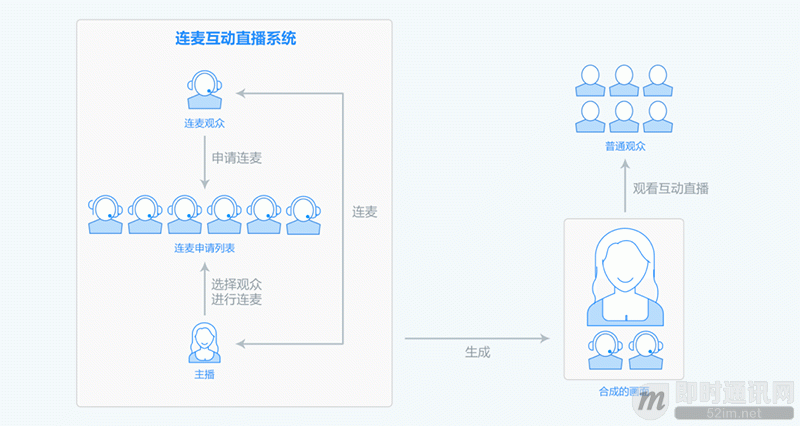 连麦互动直播系统
连麦观众
申请连麦
连麦申请列表
连麦
选择观众
进行连麦
主播
生成
普通观众
观看互动直播
合成的画面
即时通讯网
52im.net